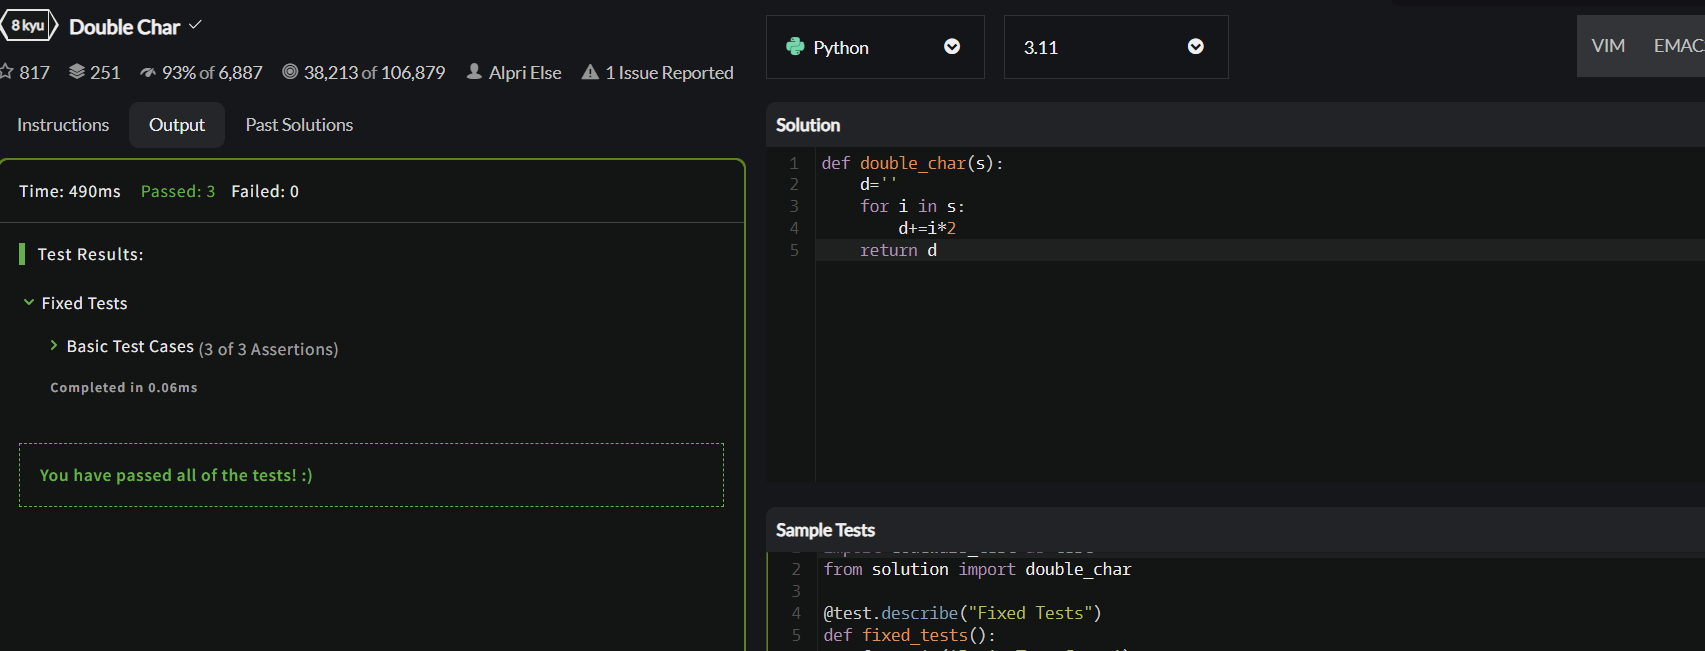 8 kyu Double Char
817 251 93% of 6,887 38,213 of 106,879 Alpri Else 1 Issue Reported
Instructions Output Past Solutions
Time: 490ms Passed: 3 Failed: 0
Test Results:
Fixed Tests
Basic Test Cases (3 of 3 Assertions)
Completed in 0.06ms
You have passed all of the tests! :)
Python 3.11 VIM
Solution
1 def double_char(s):
2 d=''
3 for i in s:
4 d+=i*2
5 return d
Sample Tests
2 from solution import double_char
3
4 @test.describe("Fixed Tests")
5 def fixed_tests():